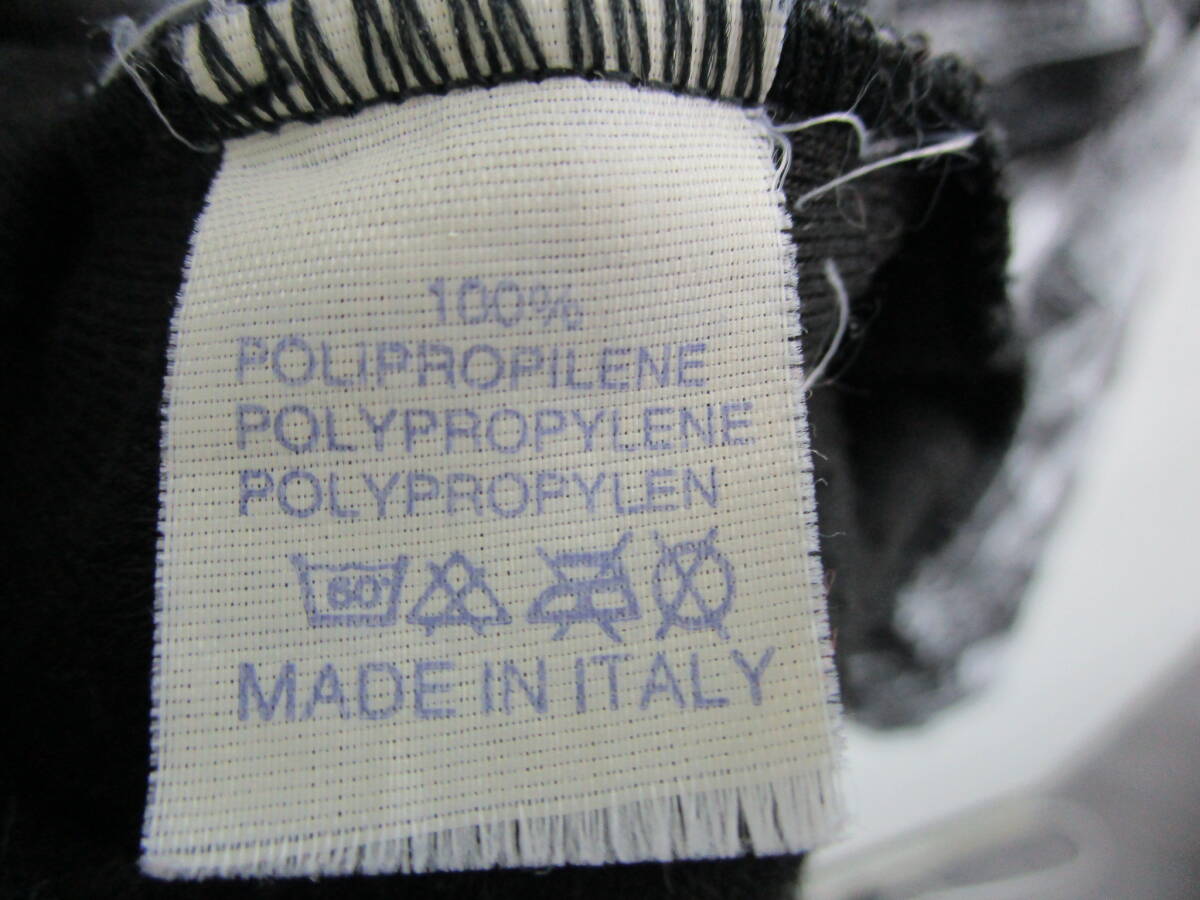 100%
POLIPROPILENE
POLYPROPYLENE
POLYPROPYLEN
60°
MADE IN ITALY